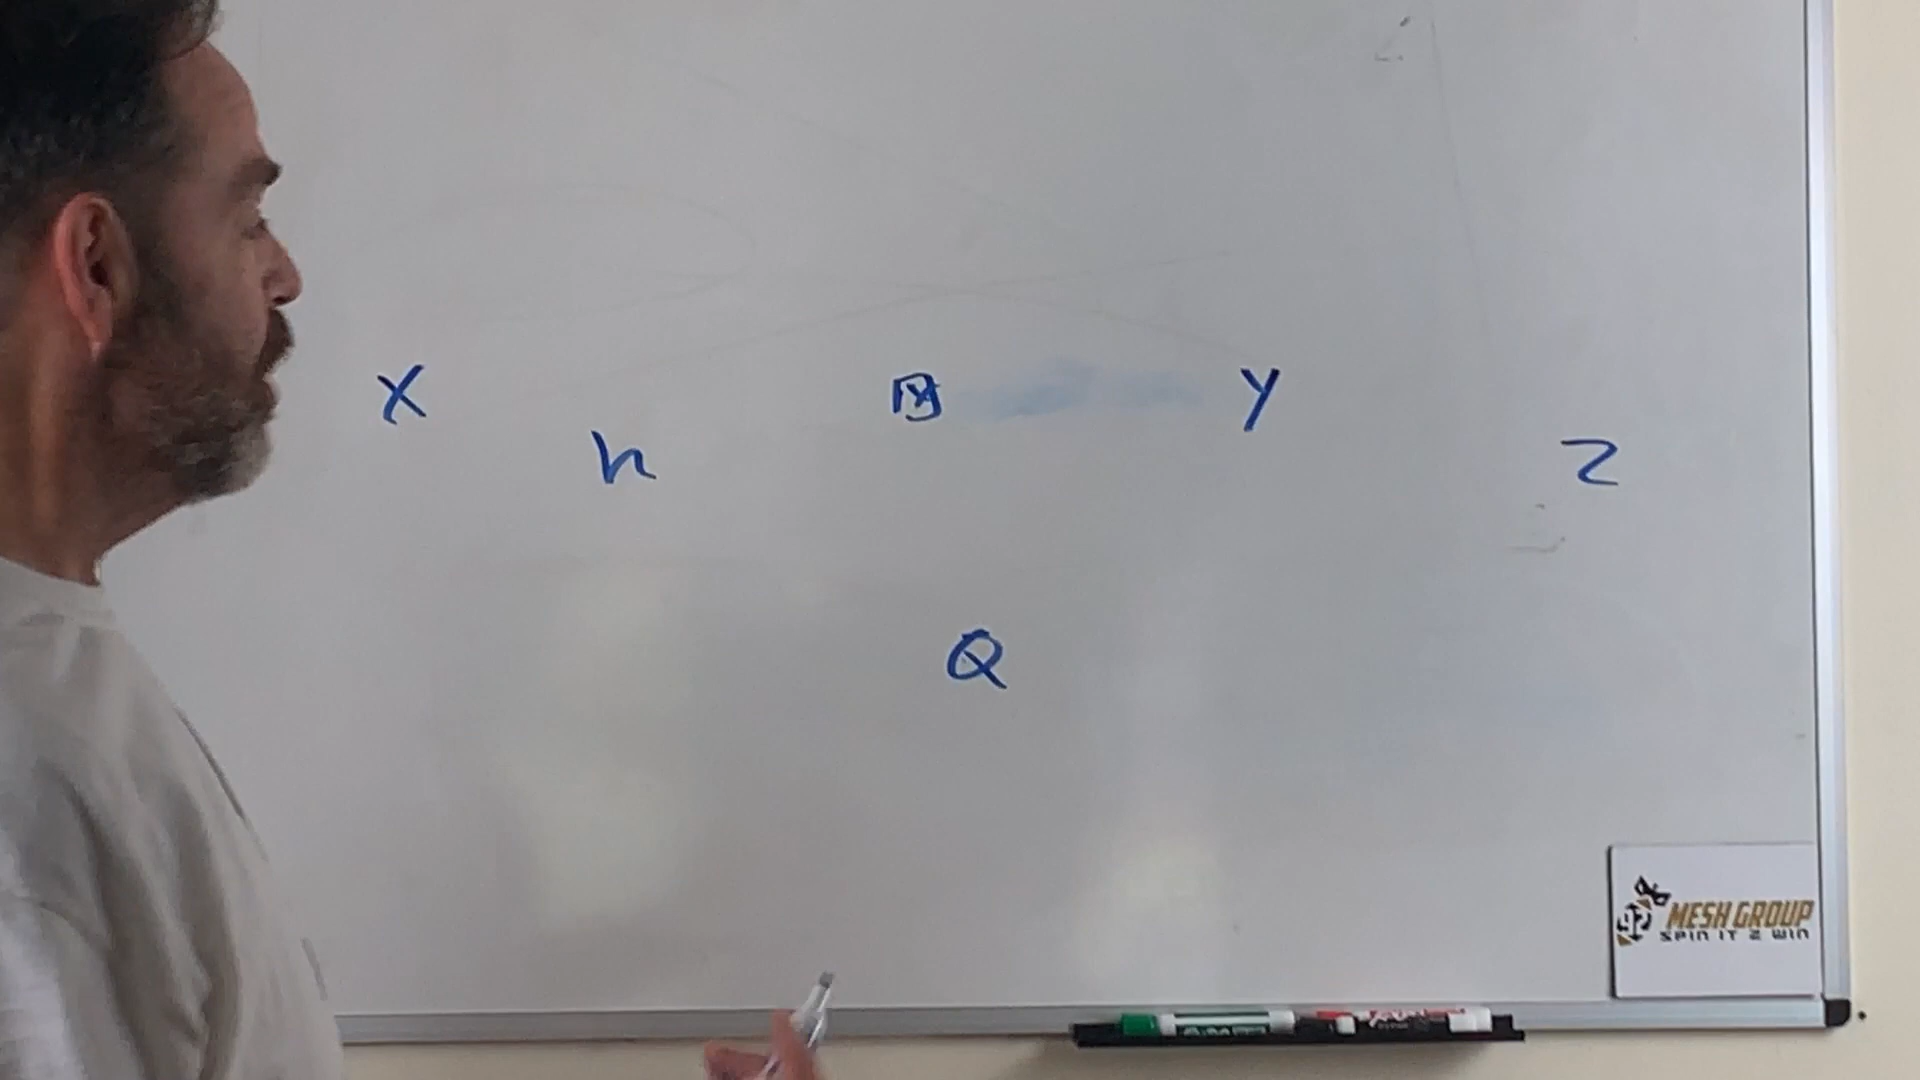 X ☒ y
h Z
Q
MESH GROUP
SPIN IT 2 WIN